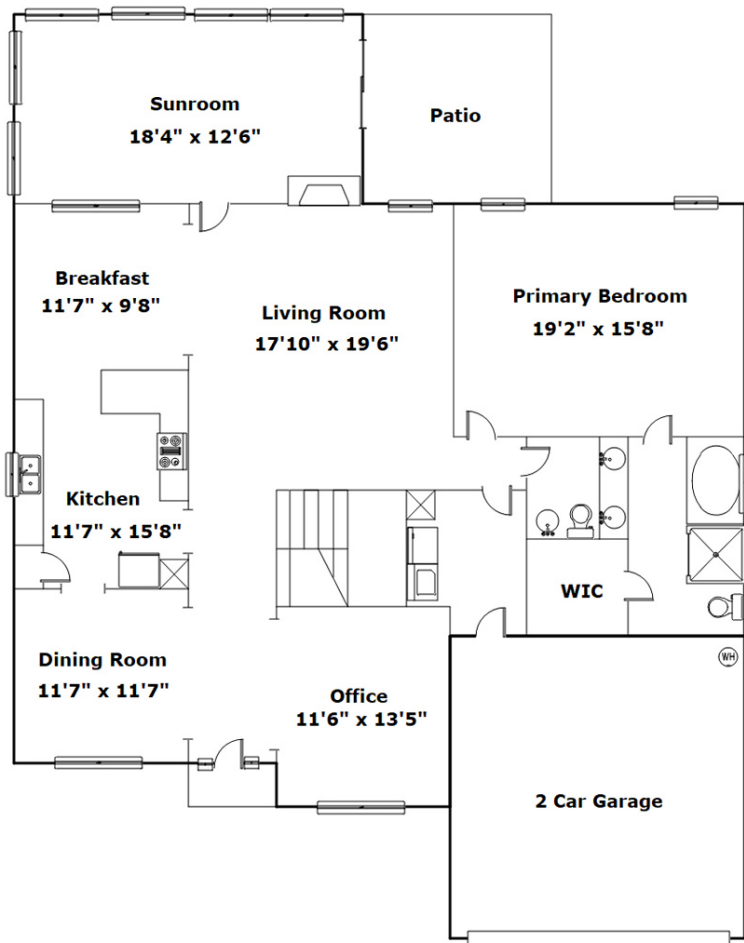 Sunroom
18'4" x 12'6"
Patio
Breakfast
11'7" x 9'8"
Living Room
17'10" x 19'6"
Primary Bedroom
19'2" x 15'8"
Kitchen
11'7" x 15'8"
WIC
Dining Room
11'7" x 11'7"
Office
11'6" x 13'5"
WH
2 Car Garage